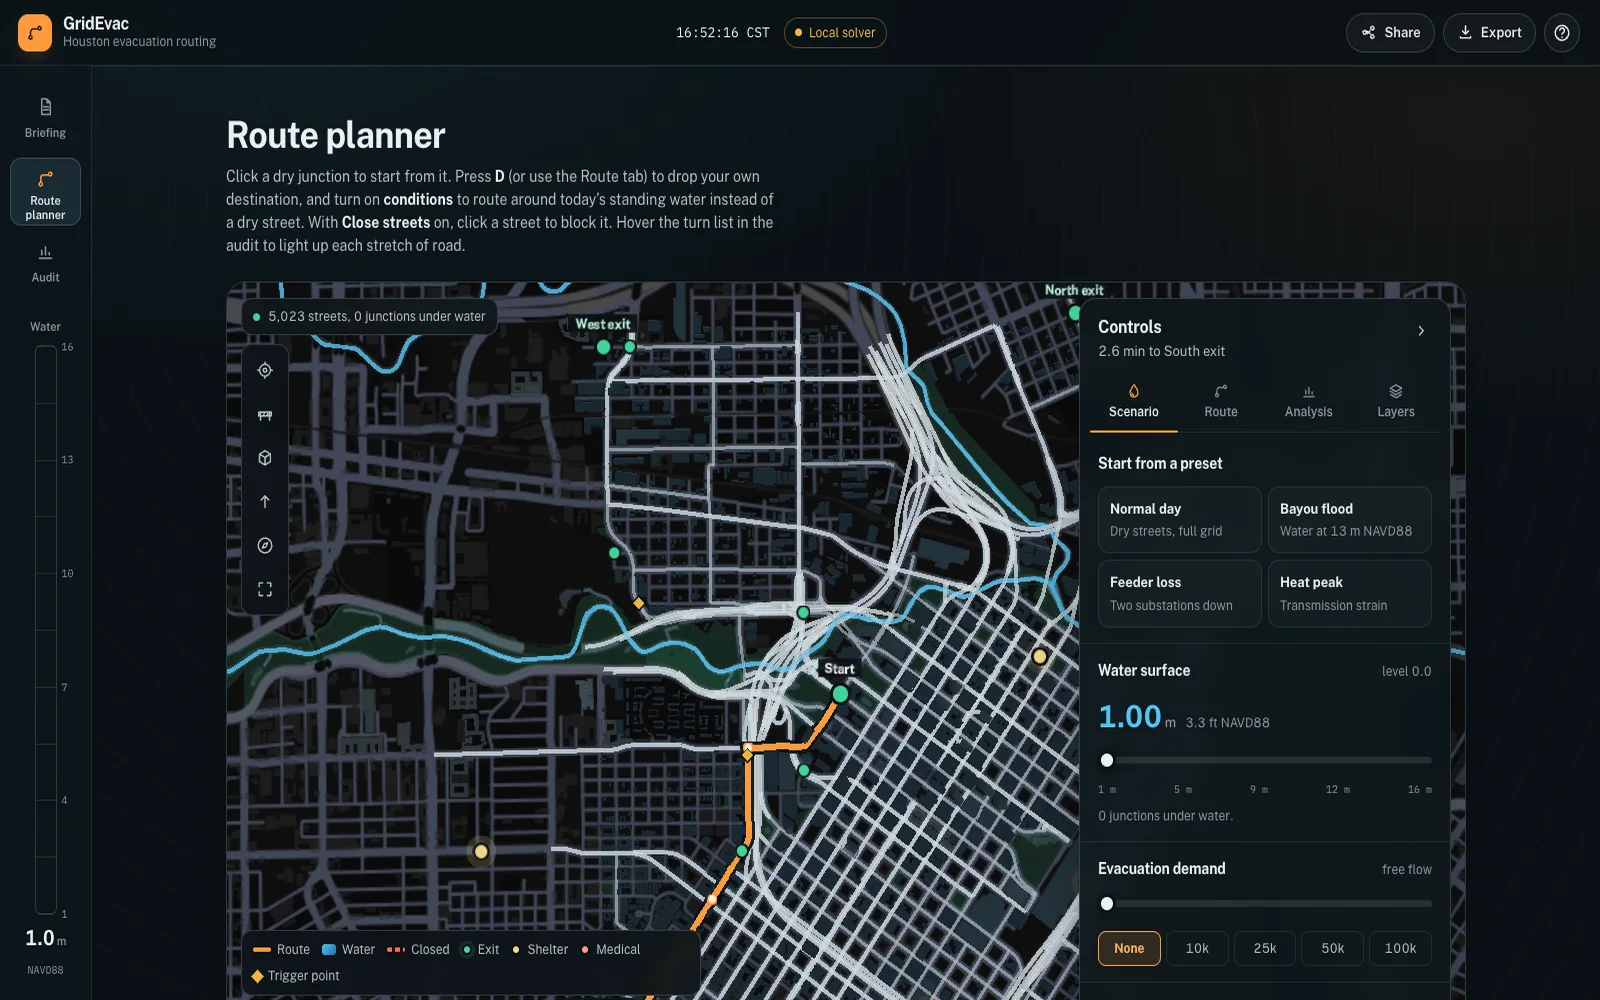 GridEvac
Houston evacuation routing
16:52:16 CST
Local solver
Share
Export
Briefing
Route
planner
Audit
Water
16
13
10
7
4
1
1.0 m
NAVD88
Route planner
Click a dry junction to start from it. Press D (or use the Route tab) to drop your own
destination, and turn on conditions to route around today's standing water instead of
a dry street. With Close streets on, click a street to block it. Hover the turn list in the
audit to light up each stretch of road.
5,023 streets, 0 junctions under water
West exit
North exit
Start
Route
Water
Closed
Exit
Shelter
Medical
Trigger point
Controls
2.6 min to South exit
Scenario
Route
Analysis
Layers
Start from a preset
Normal day
Dry streets, full grid
Bayou flood
Water at 13 m NAVD88
Feeder loss
Two substations down
Heat peak
Transmission strain
Water surface
level 0.0
1.00 m 3.3 ft NAVD88
1 m 5 m 9 m 12 m 16 m
0 junctions under water.
Evacuation demand
free flow
None
10k
25k
50k
100k